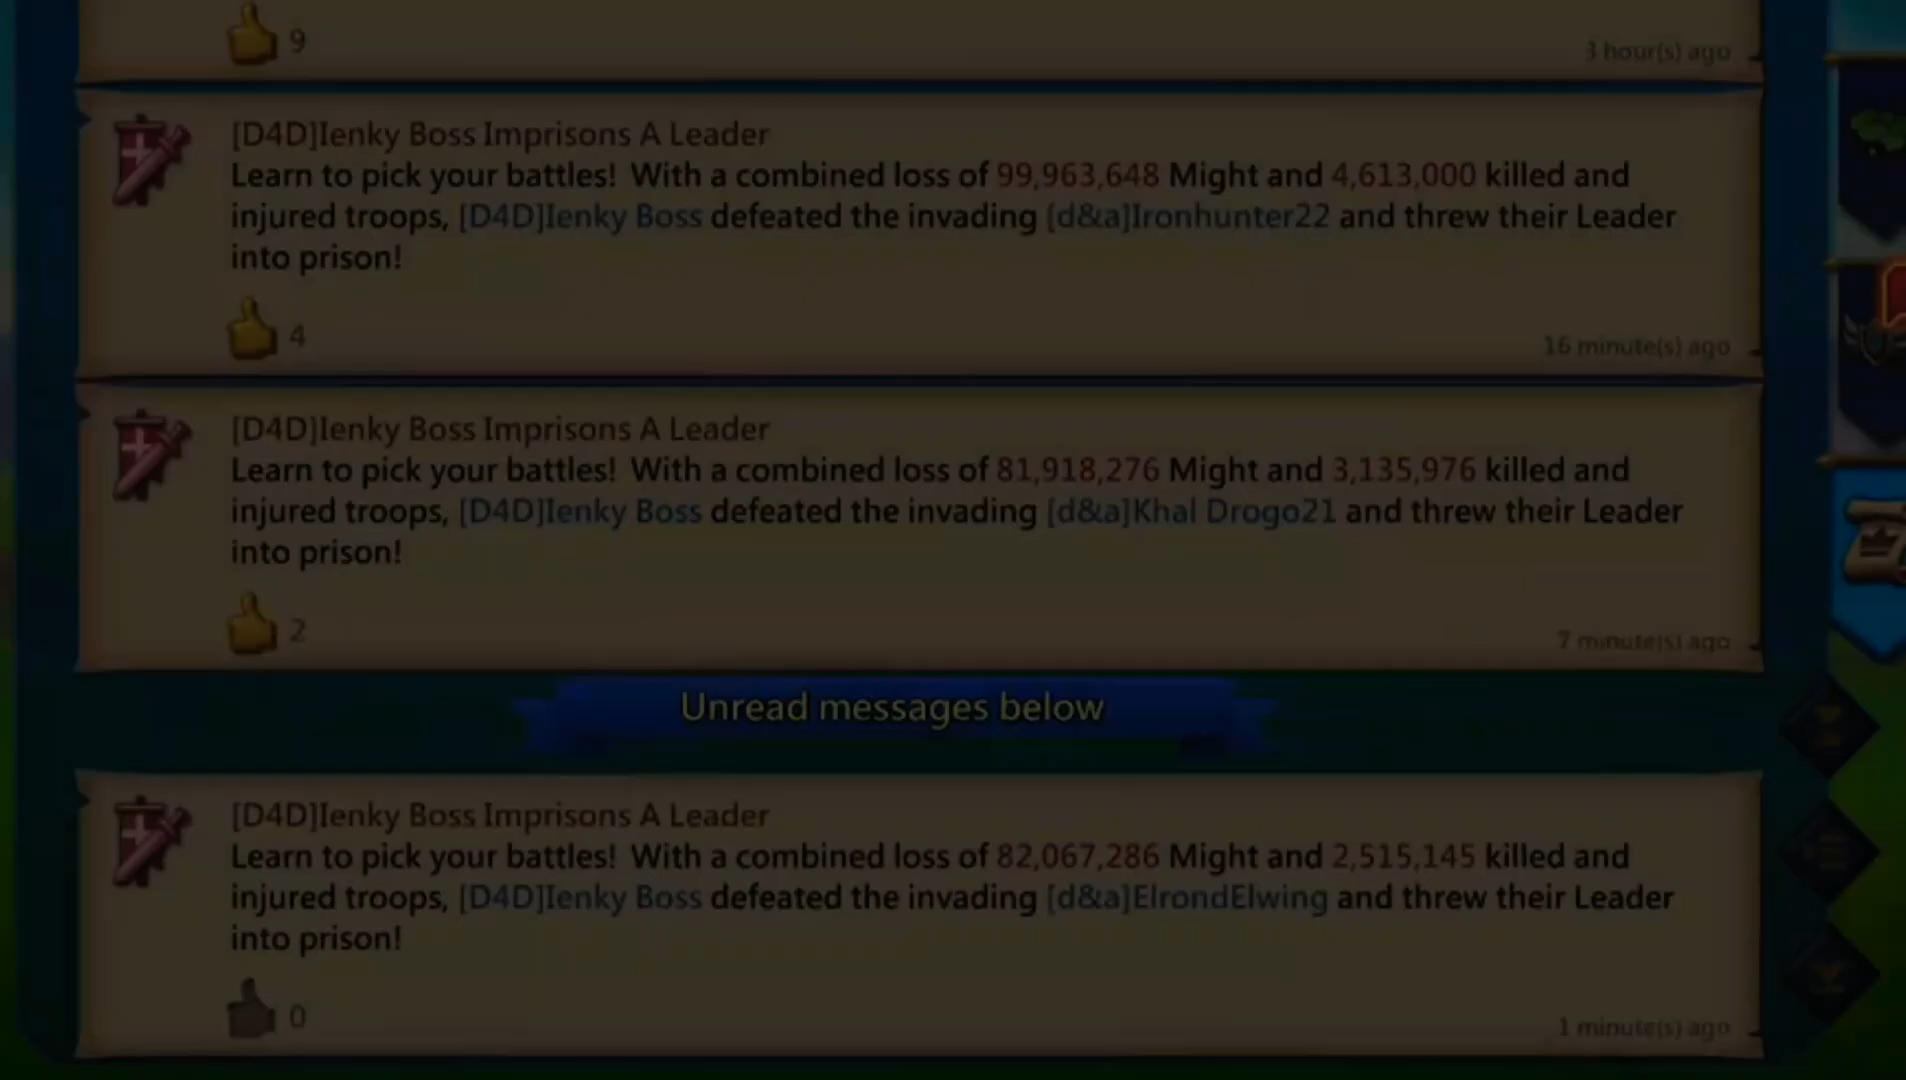 9
3 hour(s) ago
[D4D]Ienky Boss Imprisons A Leader
Learn to pick your battles! With a combined loss of 99,963,648 Might and 4,613,000 killed and
injured troops, [D4D]Ienky Boss defeated the invading [d&a]Ironhunter22 and threw their Leader
into prison!
4
16 minute(s) ago
[D4D]Ienky Boss Imprisons A Leader
Learn to pick your battles! With a combined loss of 81,918,276 Might and 3,135,976 killed and
injured troops, [D4D]Ienky Boss defeated the invading [d&a]Khal Drogo21 and threw their Leader
into prison!
2
7 minute(s) ago
Unread messages below
[D4D]Ienky Boss Imprisons A Leader
Learn to pick your battles! With a combined loss of 82,067,286 Might and 2,515,145 killed and
injured troops, [D4D]Ienky Boss defeated the invading [d&a]ElrondElwing and threw their Leader
into prison!
0
1 minute(s) ago